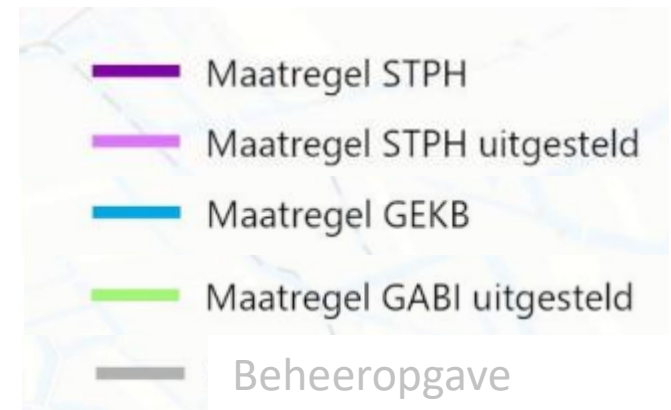 Maatregel STPH
Maatregel STPH uitgesteld
Maatregel GEKB
Maatregel GABI uitgesteld
Beheeropgave